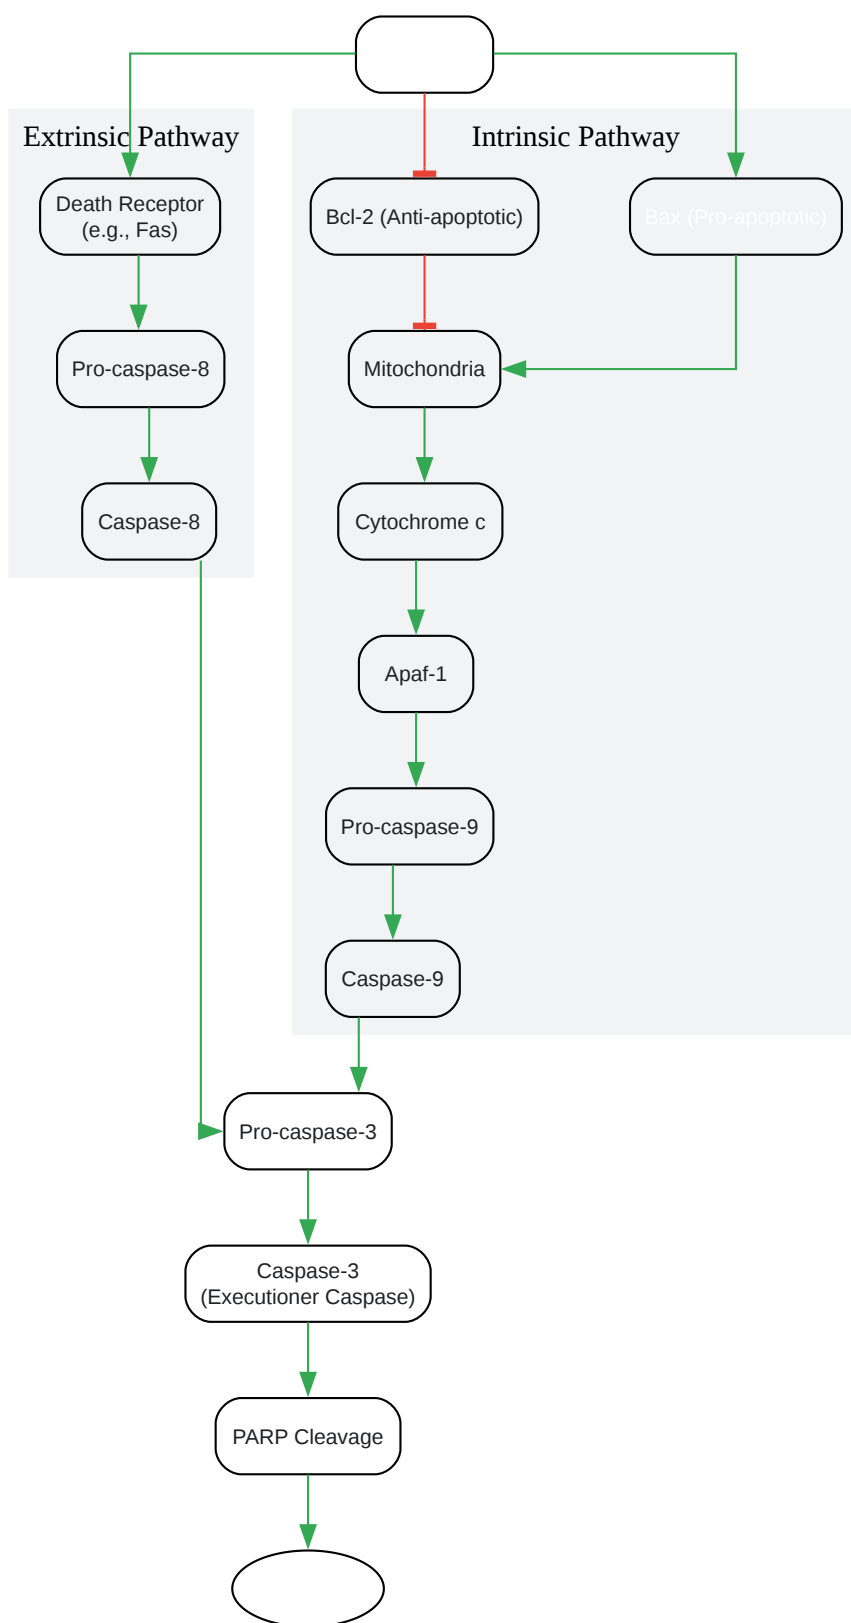 Extrinsic Pathway
Intrinsic Pathway
Death Receptor
(e.g., Fas)
Bcl-2 (Anti-apoptotic)
Bax (Pro-apoptotic)
Pro-caspase-8
Mitochondria
Caspase-8
Cytochrome c
Apaf-1
Pro-caspase-9
Caspase-9
Pro-caspase-3
Caspase-3
(Executioner Caspase)
PARP Cleavage